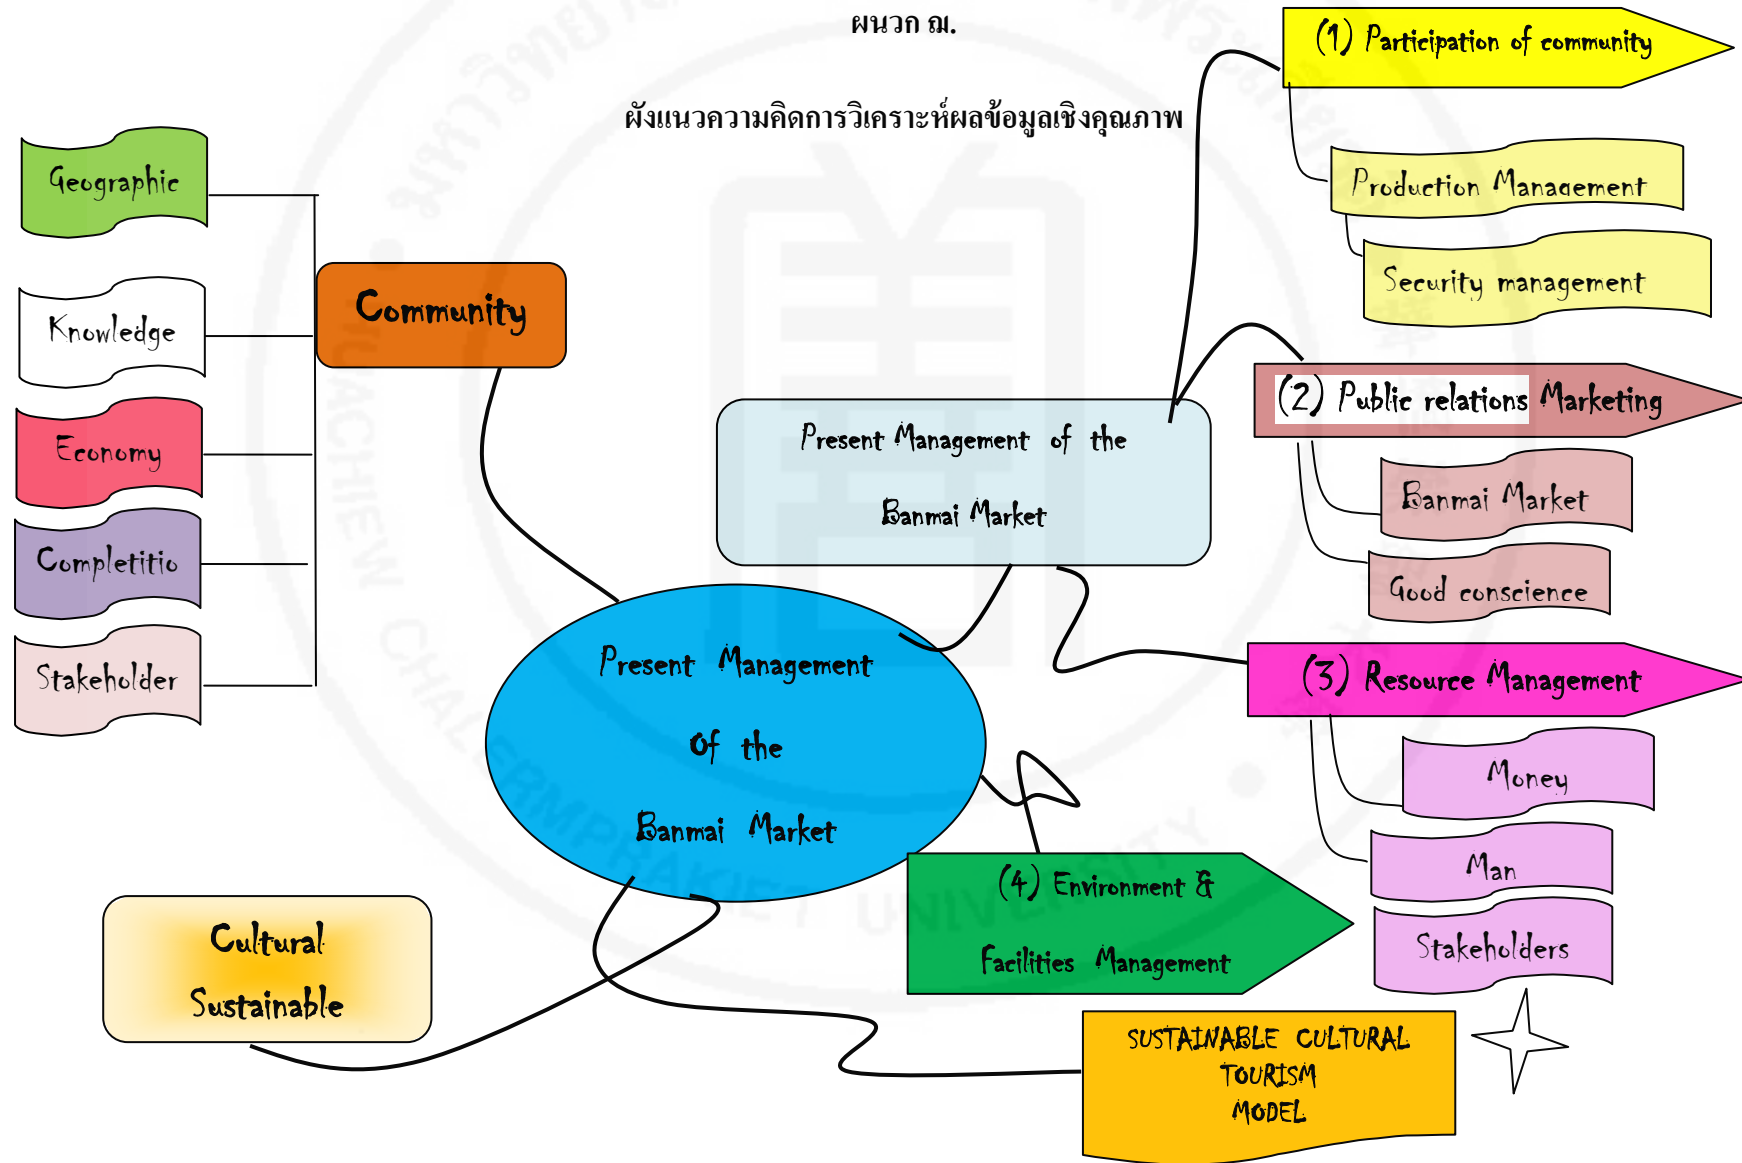 ผนวก ฌ.
ผังแนวความคิดการวิเคราะห์ผลข้อมูลเชิงคุณภาพ
Geographic
Knowledge
Economy
Completitio
Stakeholder
Community
Present Management of the
Banmai Market
Present Management
Of the
Banmai Market
Cultural
Sustainable
(1) Participation of community
Production Management
Security management
(2) Public relations Marketing
Banmai Market
Good conscience
(3) Resource Management
Money
Man
Stakeholders
(4) Environment &
Facilities Management
SUSTAINABLE CULTURAL
TOURISM
MODEL
HUACHIEW CHALERMPRAKIET UNIVERSITY